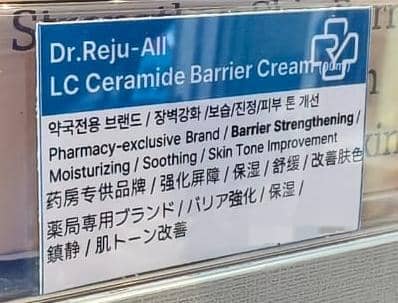 Dr.Reju-All
LC Ceramide Barrier Cream
약국전용 브랜드 / 장벽강화 /보습/진정/피부 톤 개선
Pharmacy-exclusive Brand / Barrier Strengthening /
Moisturizing / Soothing / Skin Tone Improvement
药房专供品牌 / 强化屏障 / 保湿 / 舒缓 / 改善肤色
薬局専用ブランド / バリア強化 / 保湿 /
鎮静 / 肌トーン改善